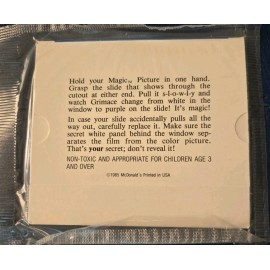 Hold your Magic™ Picture in one hand.
Grasp the slide that shows through the
cutout at either end. Pull it s-l-o-w-l-y and
watch Grimace change from white in the
window to purple on the slide! It's magic!
In case your slide accidentally pulls all the
way out, carefully replace it. Make sure the
secret white panel behind the window sep-
arates the film from the color picture.
That's your secret; don't reveal it!
NON-TOXIC AND APPROPRIATE FOR CHILDREN AGE 3
AND OVER
©1985 McDonald's Printed in USA